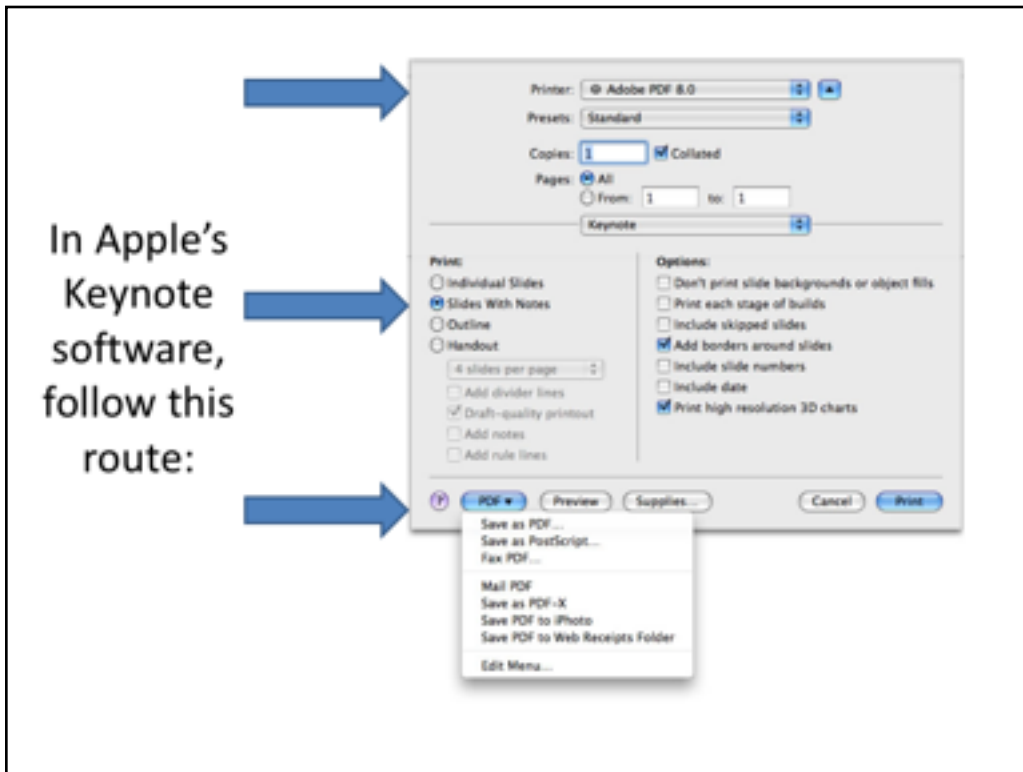 In Apple's
Keynote
software,
follow this
route:
Printer: Adobe PDF 8.0
Presets: Standard
Copies: 1 Collated
Pages: All
From: 1 to: 1
Keynote
Print:
Individual Slides
Slides With Notes
Outline
Handout
4 slides per page
Add divider lines
Draft-quality printout
Add notes
Add rule lines
Options:
Don't print slide backgrounds or object fills
Print each stage of builds
Include skipped slides
Add borders around slides
Include slide numbers
Include date
Print high resolution 3D charts
? PDF Preview Supplies... Cancel Print
Save as PDF...
Save as PostScript...
Fax PDF...
Mail PDF
Save as PDF-X
Save PDF to iPhoto
Save PDF to Web Receipts Folder
Edit Menu...